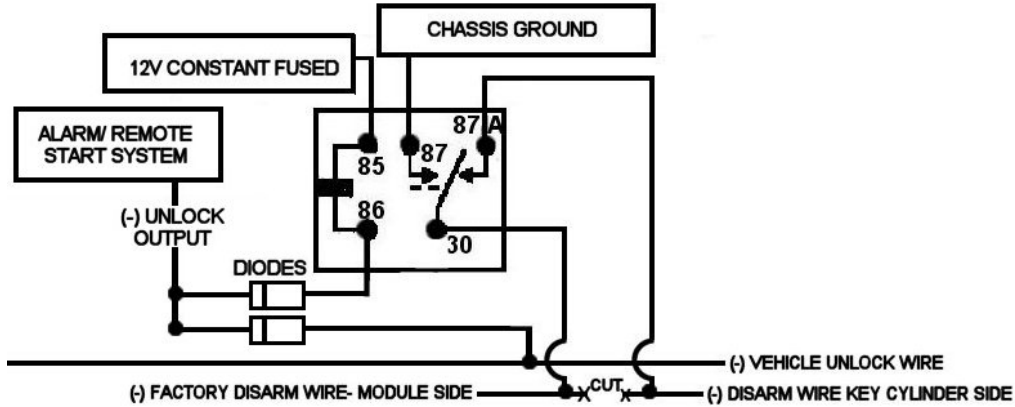 CHASSIS GROUND
12V CONSTANT FUSED
ALARM/ REMOTE
START SYSTEM
87 A
87
85
86
30
(-) UNLOCK
OUTPUT
DIODES
(-) VEHICLE UNLOCK WIRE
(-) FACTORY DISARM WIRE- MODULE SIDE
X CUT X
(-) DISARM WIRE KEY CYLINDER SIDE